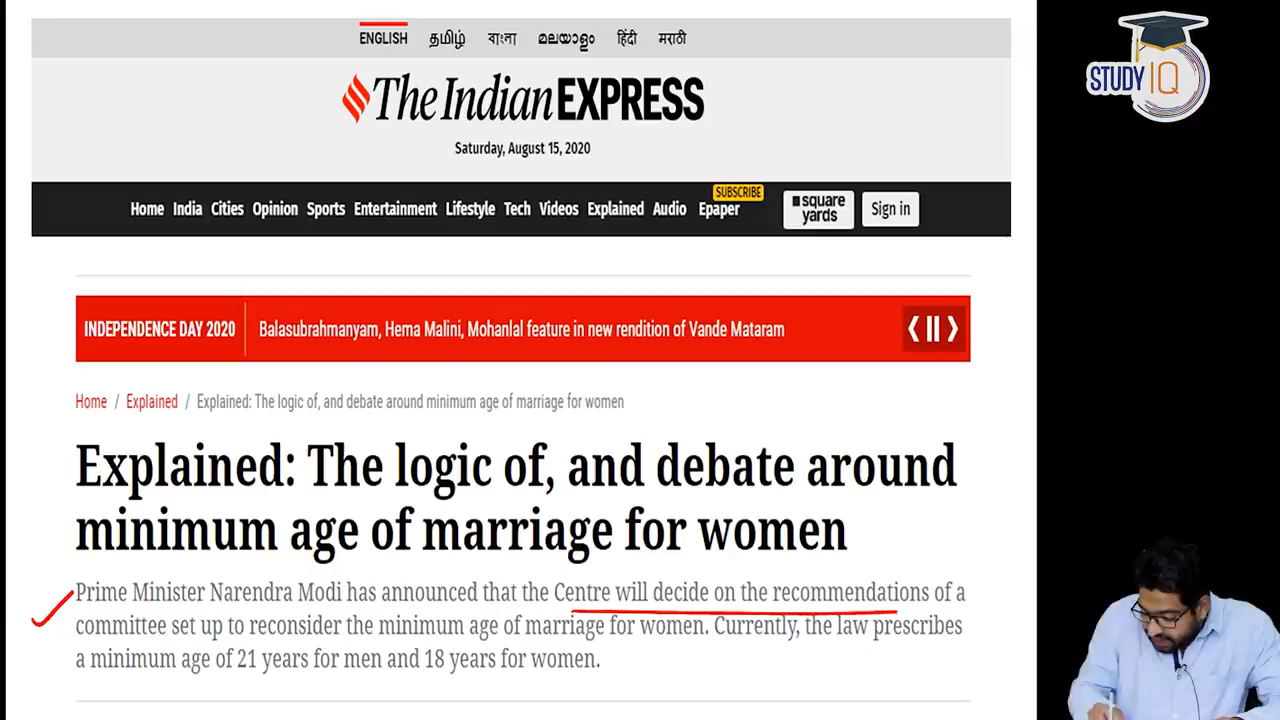 ENGLISH தமிழ் বাংলা മലയാളം हिंदी मराठी
STUDY IQ
The Indian EXPRESS
Saturday, August 15, 2020
SUBSCRIBE
Home India Cities Opinion Sports Entertainment Lifestyle Tech Videos Explained Audio Epaper square yards Sign in
INDEPENDENCE DAY 2020 Balasubrahmanyam, Hema Malini, Mohanlal feature in new rendition of Vande Mataram
Home / Explained / Explained: The logic of, and debate around minimum age of marriage for women
Explained: The logic of, and debate around
minimum age of marriage for women
Prime Minister Narendra Modi has announced that the Centre will decide on the recommendations of a
committee set up to reconsider the minimum age of marriage for women. Currently, the law prescribes
a minimum age of 21 years for men and 18 years for women.